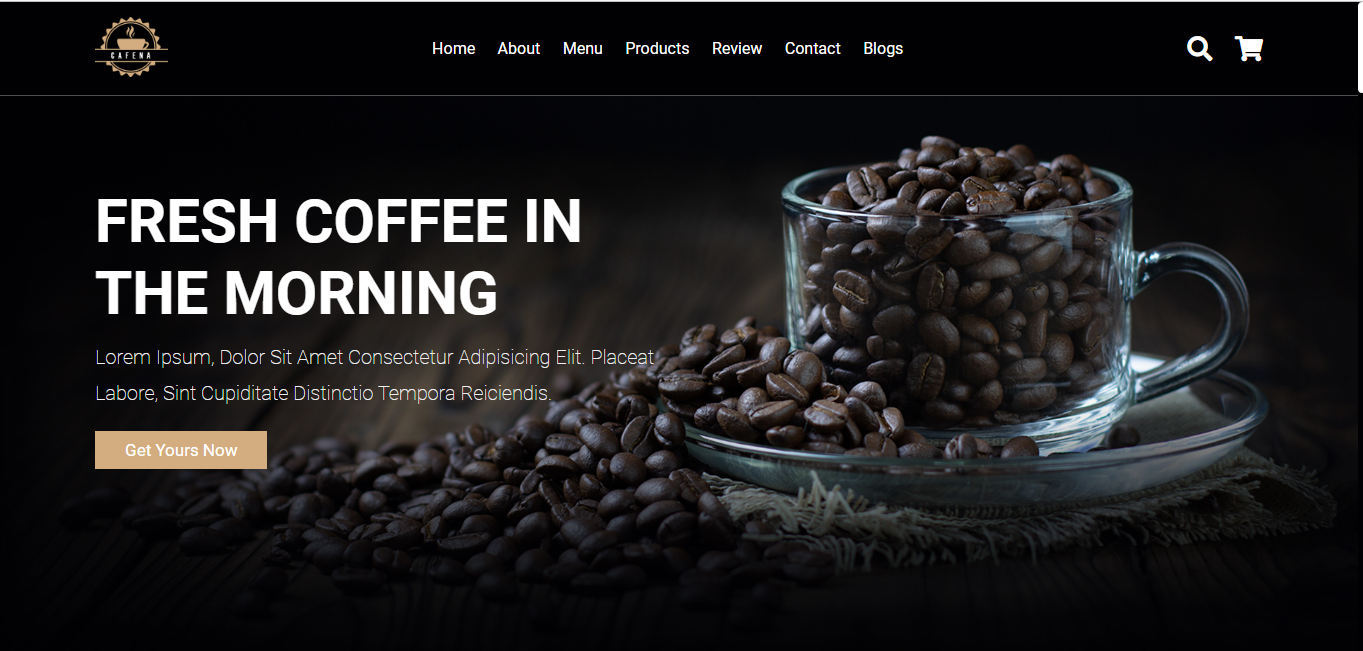 CAFENA
Home About Menu Products Review Contact Blogs
FRESH COFFEE IN
THE MORNING
Lorem Ipsum, Dolor Sit Amet Consectetur Adipisicing Elit. Placeat
Labore, Sint Cupiditate Distinctio Tempora Reiciendis.
Get Yours Now